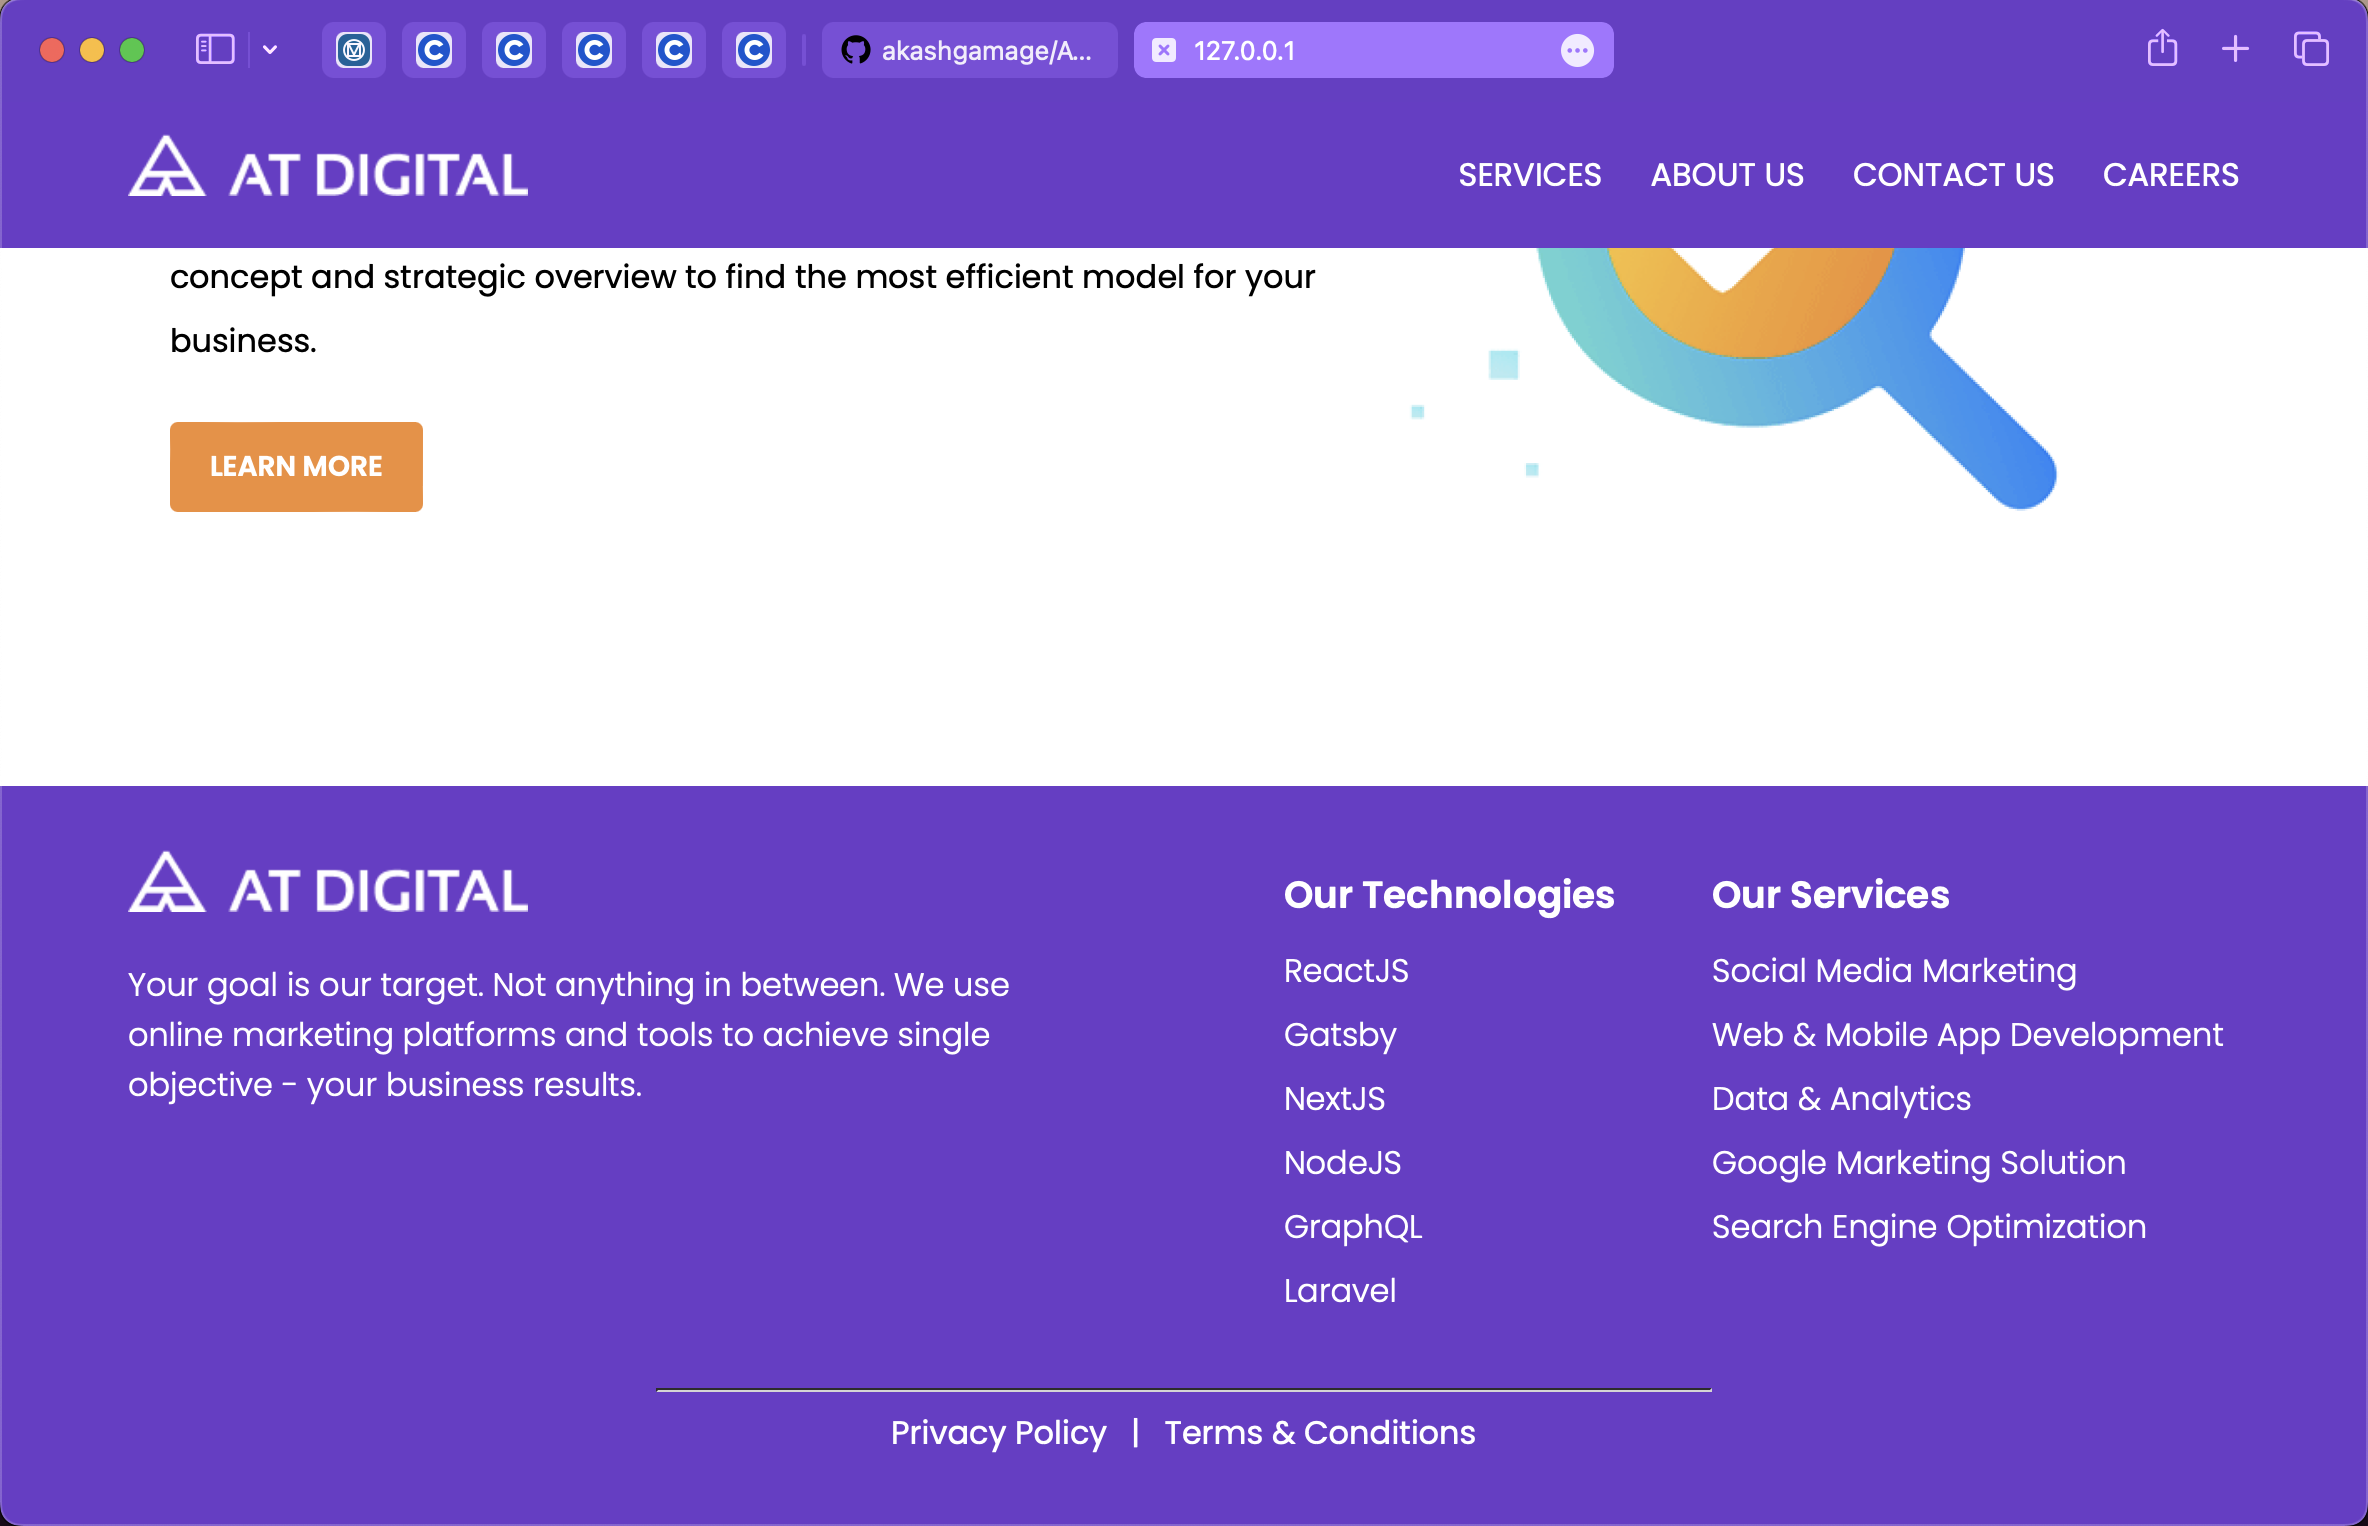 akashgamage/A...
127.0.0.1
AT DIGITAL
SERVICES ABOUT US CONTACT US CAREERS
concept and strategic overview to find the most efficient model for your
business.
LEARN MORE
AT DIGITAL
Your goal is our target. Not anything in between. We use
online marketing platforms and tools to achieve single
objective - your business results.
Our Technologies
ReactJS
Gatsby
NextJS
NodeJS
GraphQL
Laravel
Our Services
Social Media Marketing
Web & Mobile App Development
Data & Analytics
Google Marketing Solution
Search Engine Optimization
Privacy Policy | Terms & Conditions